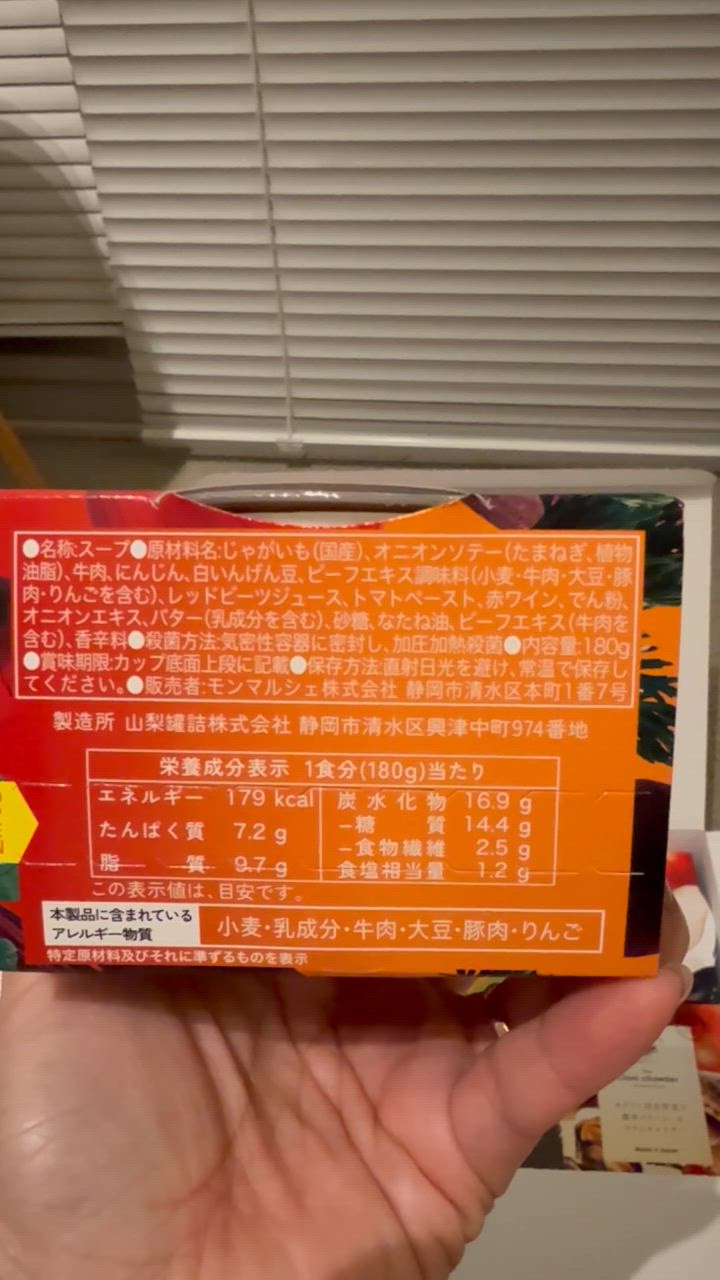 ●名称:スープ●原材料名:じゃがいも(国産)、オニオンソテー(たまねぎ、植物
油脂)、牛肉、にんじん、白いんげん豆、ビーフエキス調味料(小麦・牛肉・大豆・豚
肉・りんごを含む)、レッドビーツジュース、トマトペースト、赤ワイン、でん粉、
オニオンエキス、バター(乳成分を含む)、砂糖、なたね油、ビーフエキス(牛肉を
含む)、香辛料●殺菌方法:気密性容器に密封し、加圧加熱殺菌●内容量:180g
●賞味期限:カップ底面上段に記載●保存方法:直射日光を避け、常温で保存し
てください。●販売者:モンマルシェ株式会社 静岡市清水区本町1番7号
製造所 山梨罐詰株式会社 静岡市清水区興津中町974番地
栄養成分表示 1食分(180g)当たり
エネルギー 179 kcal 炭水化物 16.9 g
たんぱく質 7.2 g −糖質 14.4 g
−食物繊維 2.5 g
脂質 9.7 g 食塩相当量 1.2 g
この表示値は、目安です。
本製品に含まれている
アレルギー物質 小麦・乳成分・牛肉・大豆・豚肉・りんご
特定原材料及びそれに準ずるものを表示